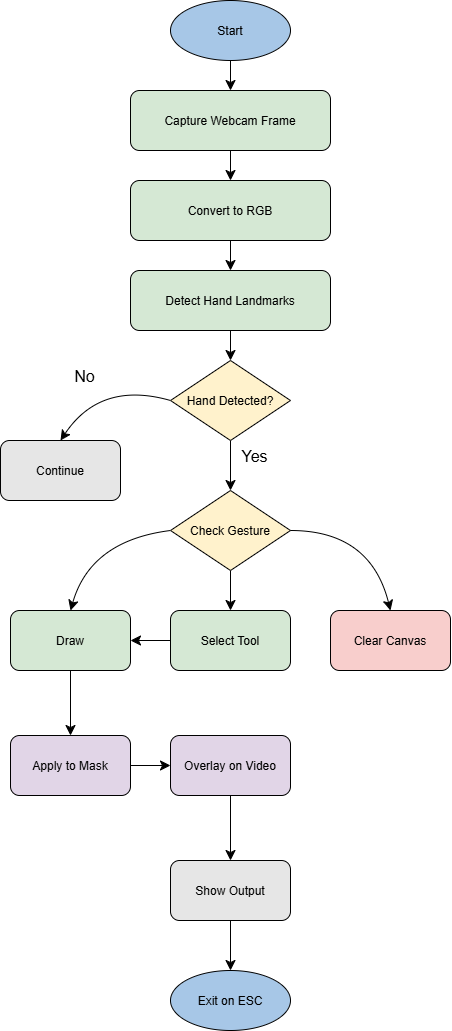 Start
Capture Webcam Frame
Convert to RGB
Detect Hand Landmarks
No
Hand Detected?
Yes
Continue
Check Gesture
Draw
Select Tool
Clear Canvas
Apply to Mask
Overlay on Video
Show Output
Exit on ESC